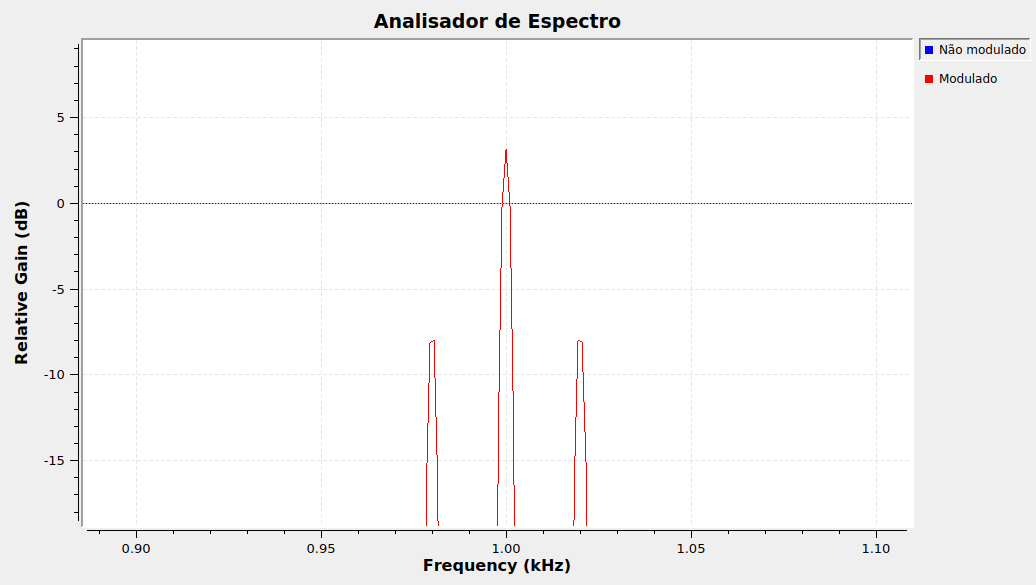 Analisador de Espectro
Não modulado
Modulado
Relative Gain (dB)
5
0
-5
-10
-15
0.90 0.95 1.00 1.05 1.10
Frequency (kHz)